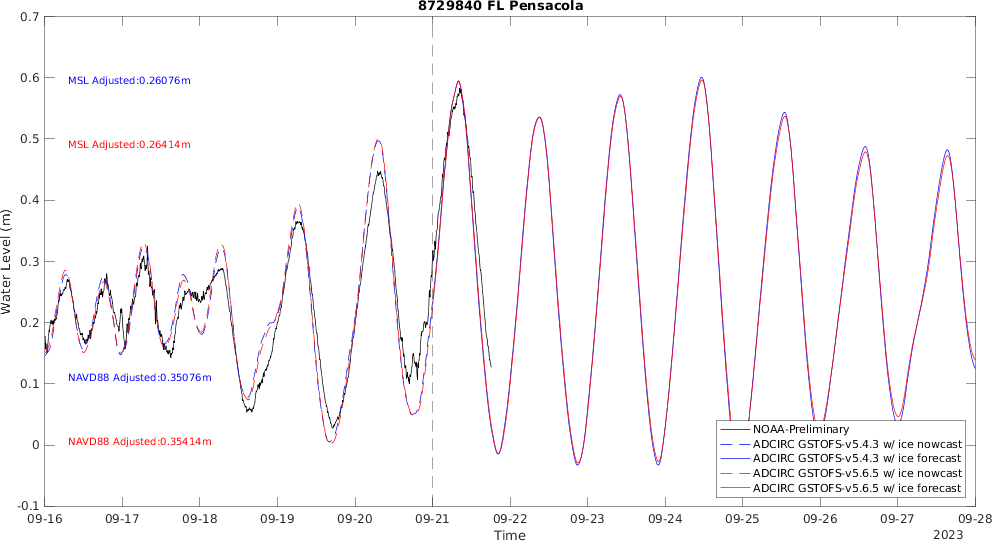 8729840 FL Pensacola
0.7
0.6
0.5
0.4
0.3
0.2
0.1
0
-0.1
Water Level (m)
MSL Adjusted:0.26076m
MSL Adjusted:0.26414m
NAVD88 Adjusted:0.35076m
NAVD88 Adjusted:0.35414m
NOAA-Preliminary
ADCIRC GSTOFS-v5.4.3 w/ ice nowcast
ADCIRC GSTOFS-v5.4.3 w/ ice forecast
ADCIRC GSTOFS-v5.6.5 w/ ice nowcast
ADCIRC GSTOFS-v5.6.5 w/ ice forecast
09-16 09-17 09-18 09-19 09-20 09-21 09-22 09-23 09-24 09-25 09-26 09-27 09-28
Time
2023